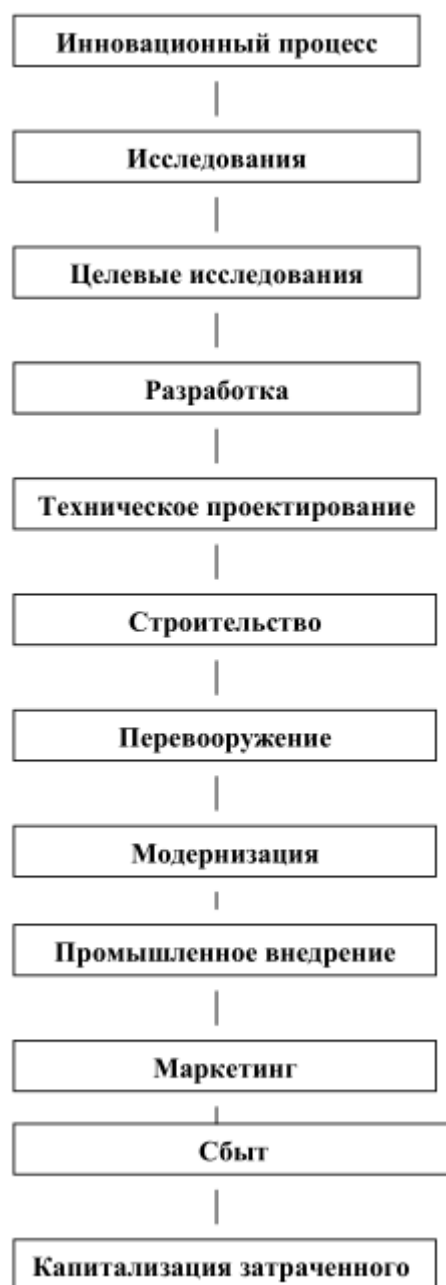 Инновационный процесс
Исследования
Целевые исследования
Разработка
Техническое проектирование
Строительство
Перевооружение
Модернизация
Промышленное внедрение
Маркетинг
Сбыт
Капитализация затраченного